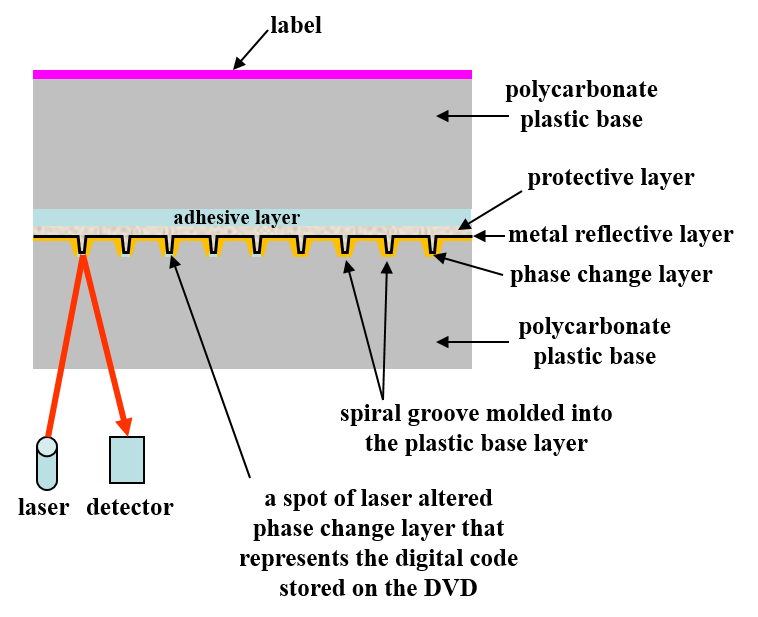 label
polycarbonate
plastic base
protective layer
adhesive layer
metal reflective layer
phase change layer
polycarbonate
plastic base
spiral groove molded into
the plastic base layer
laser
detector
a spot of laser altered
phase change layer that
represents the digital code
stored on the DVD